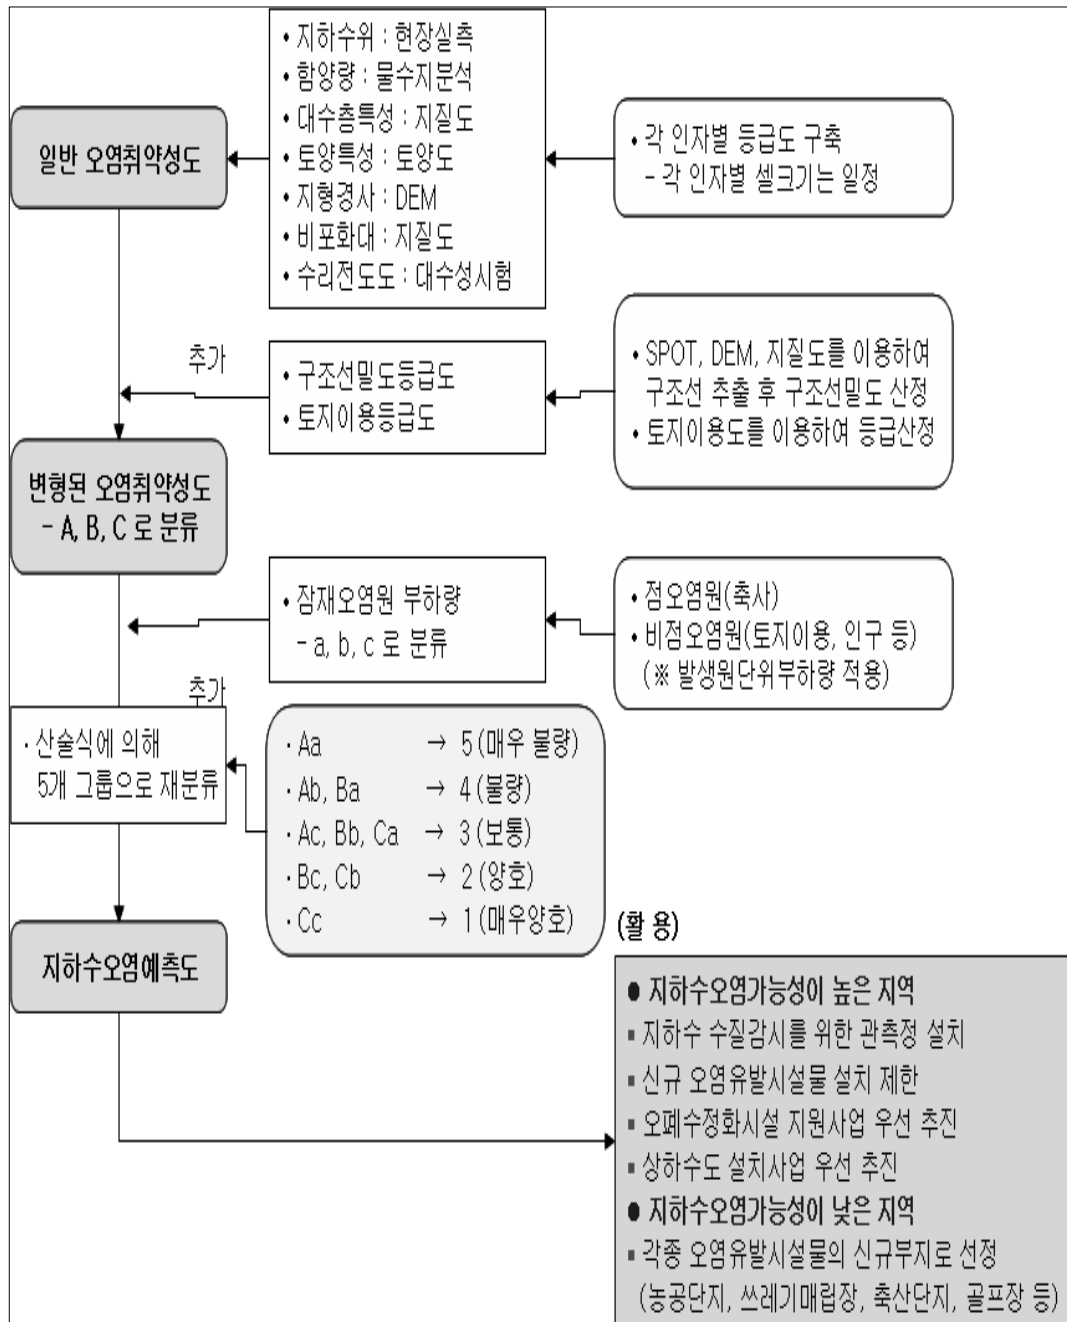 • 지하수위 : 현장실측
• 함양량 : 물수지분석
• 대수층특성 : 지질도
• 토양특성 : 토양도
• 지형경사 : DEM
• 비포화대 : 지질도
• 수리전도도 : 대수성시험
일반 오염취약성도
• 각 인자별 등급도 구축
- 각 인자별 셀크기는 일정
추가
• 구조선밀도등급도
• 토지이용등급도
• SPOT, DEM, 지질도를 이용하여
구조선 추출 후 구조선밀도 산정
• 토지이용도를 이용하여 등급산정
변형된 오염취약성도
- A, B, C 로 분류
• 잠재오염원 부하량
- a, b, c 로 분류
• 점오염원(축사)
• 비점오염원(토지이용, 인구 등)
(※ 발생원단위부하량 적용)
추가
· 산술식에 의해
5개 그룹으로 재분류
· Aa → 5 (매우 불량)
· Ab, Ba → 4 (불량)
· Ac, Bb, Ca → 3 (보통)
· Bc, Cb → 2 (양호)
· Cc → 1 (매우양호)
지하수오염예측도
(활 용)
● 지하수오염가능성이 높은 지역
▪ 지하수 수질감시를 위한 관측정 설치
▪ 신규 오염유발시설물 설치 제한
▪ 오폐수정화시설 지원사업 우선 추진
▪ 상하수도 설치사업 우선 추진
● 지하수오염가능성이 낮은 지역
▪ 각종 오염유발시설물의 신규부지로 선정
(농공단지, 쓰레기매립장, 축산단지, 골프장 등)